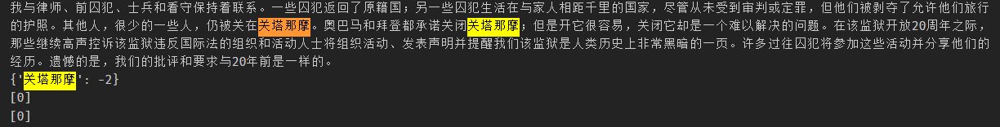 我与律师、前囚犯、士兵和看守保持着联系。一些囚犯返回了原籍国；另一些囚犯生活在与家人相距千里的国家，尽管从未受到审判或定罪，但他们被剥夺了允许他们旅行
的护照。其他人，很少的一些人，仍被关在关塔那摩。奥巴马和拜登都承诺关闭关塔那摩；但是开它很容易，关闭它却是一个难以解决的问题。在该监狱开放20周年之际，
那些继续高声控诉该监狱违反国际法的组织和活动人士将组织活动、发表声明并提醒我们该监狱是人类历史上非常黑暗的一页。许多过往囚犯将参加这些活动并分享他们的
经历。遗憾的是，我们的批评和要求与20年前是一样的。
{'关塔那摩': -2}
[0]
[0]